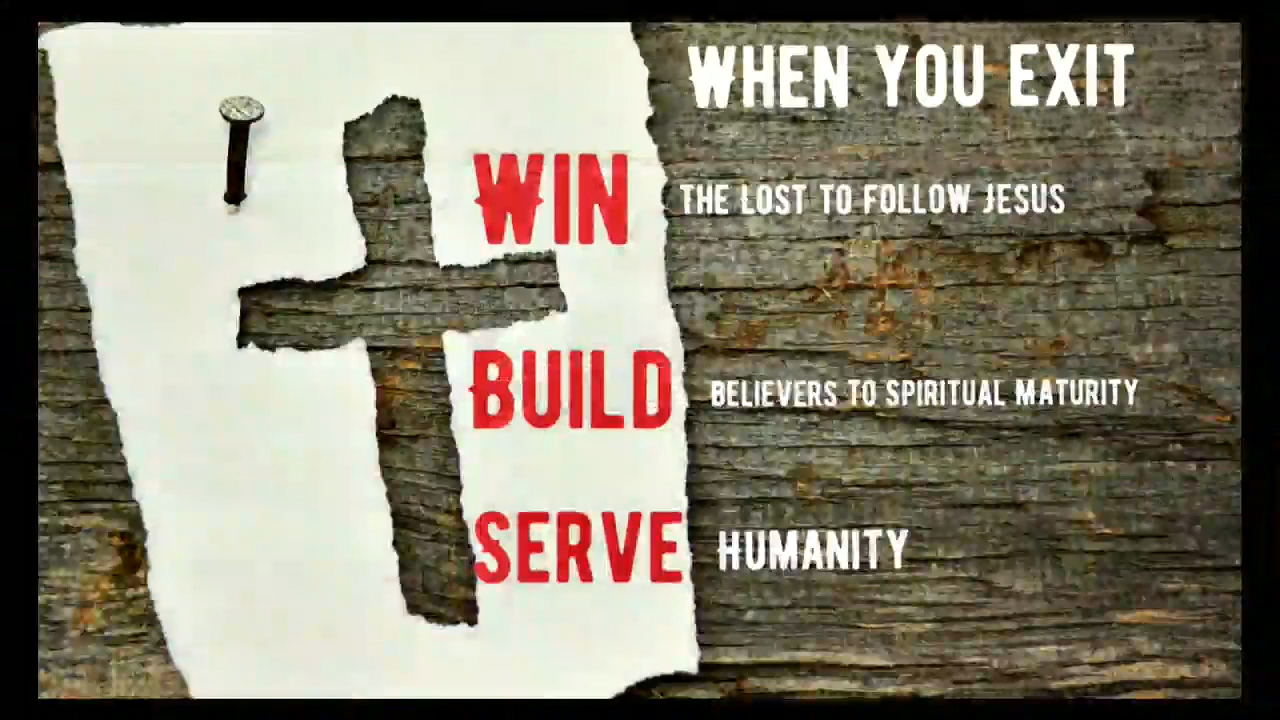 WHEN YOU EXIT
WIN THE LOST TO FOLLOW JESUS
BUILD BELIEVERS TO SPIRITUAL MATURITY
SERVE HUMANITY